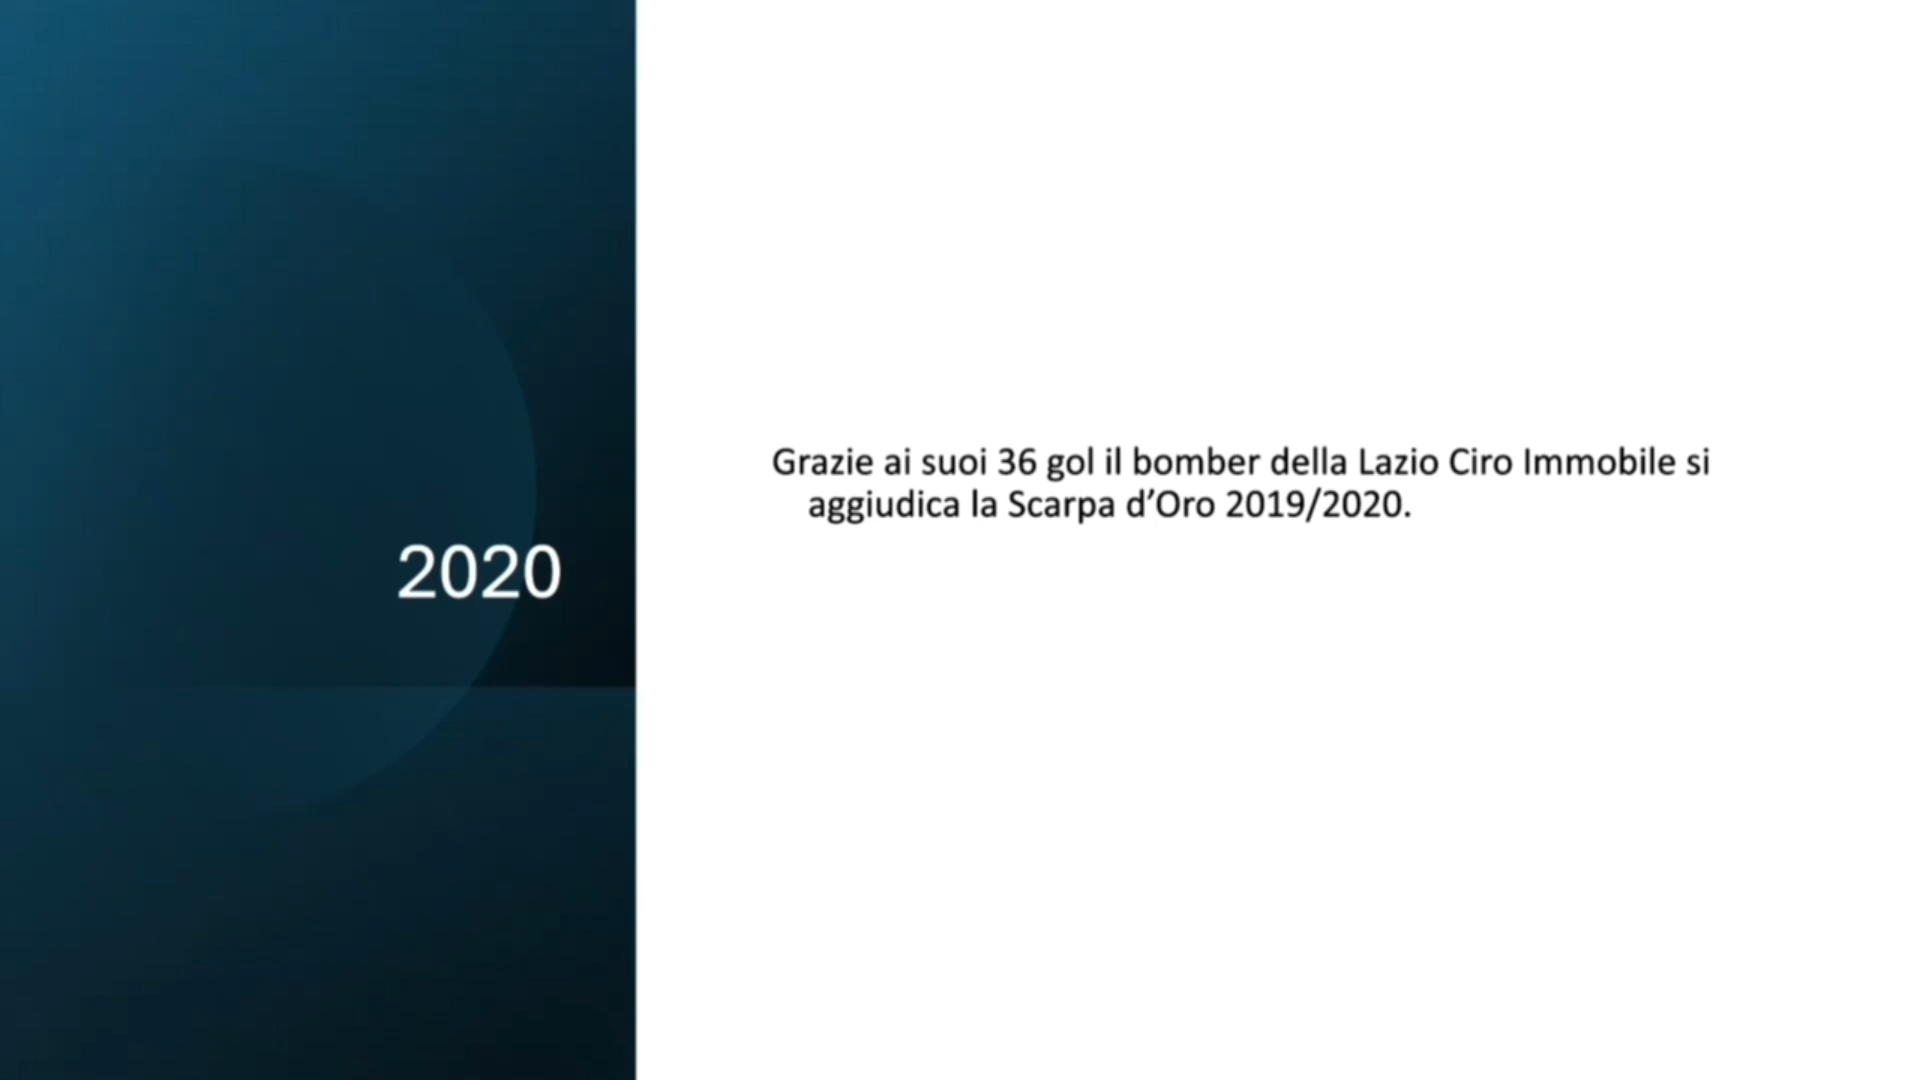 2020
Grazie ai suoi 36 gol il bomber della Lazio Ciro Immobile si
aggiudica la Scarpa d’Oro 2019/2020.